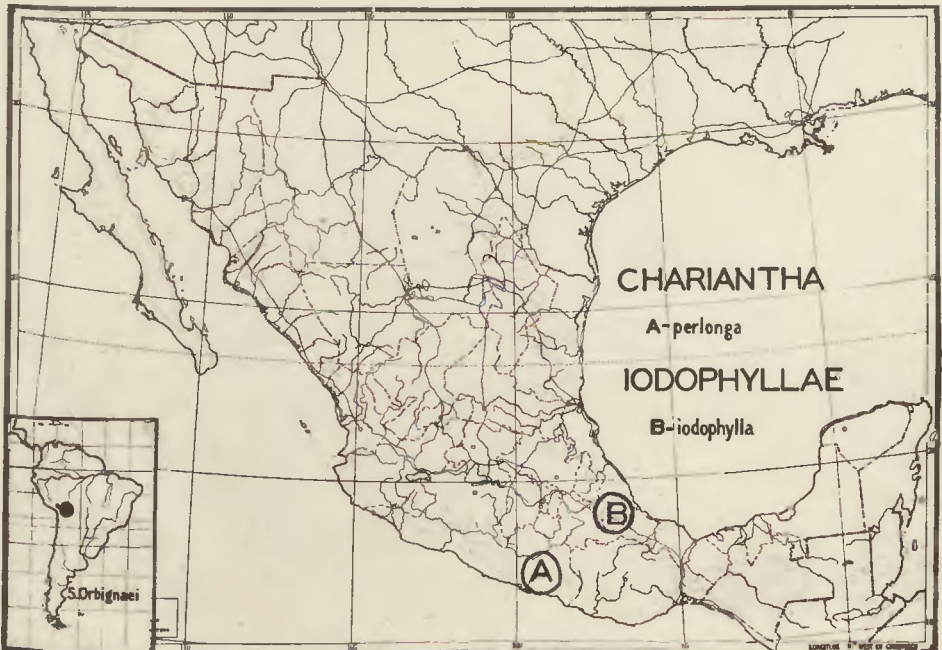 CHARIANTHA
A-perlonga
IODOPHYLLAE
B-iodophylla
B
A
S.Orbignaei